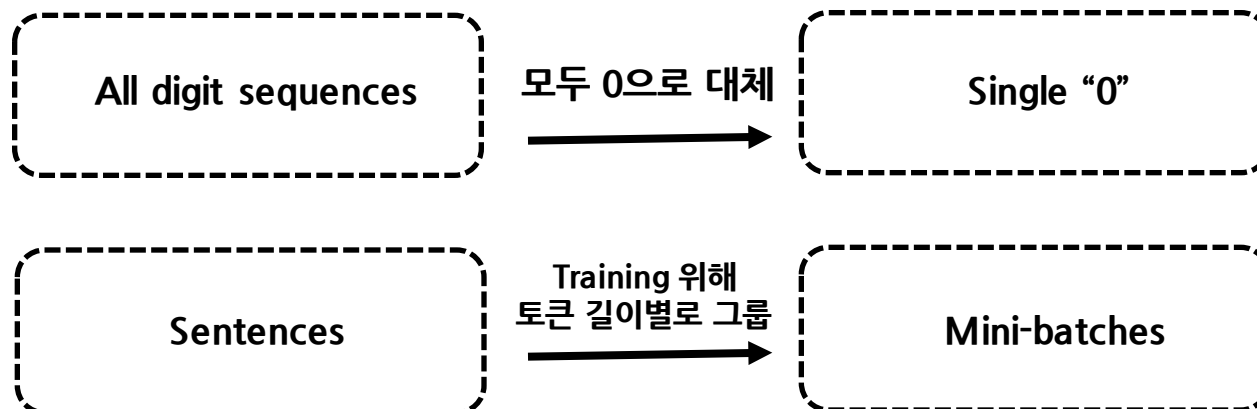 All digit sequences
모두 0으로 대체
Single “0”
Sentences
Training 위해
토큰 길이별로 그룹
Mini-batches